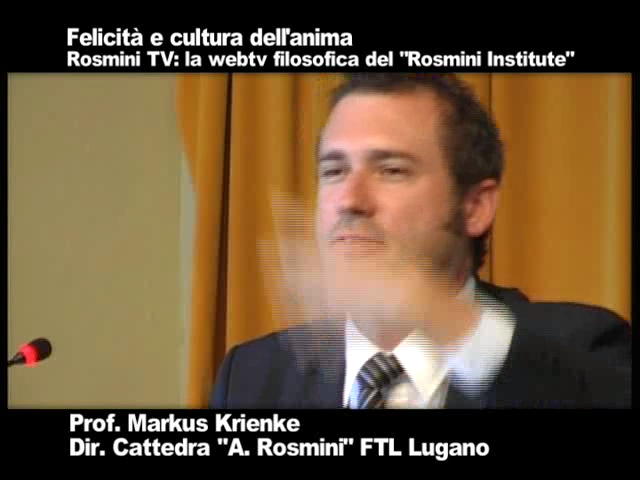 Felicità e cultura dell'anima
Rosmini TV: la webtv filosofica del "Rosmini Institute"
Prof. Markus Krienke
Dir. Cattedra "A. Rosmini" FTL Lugano